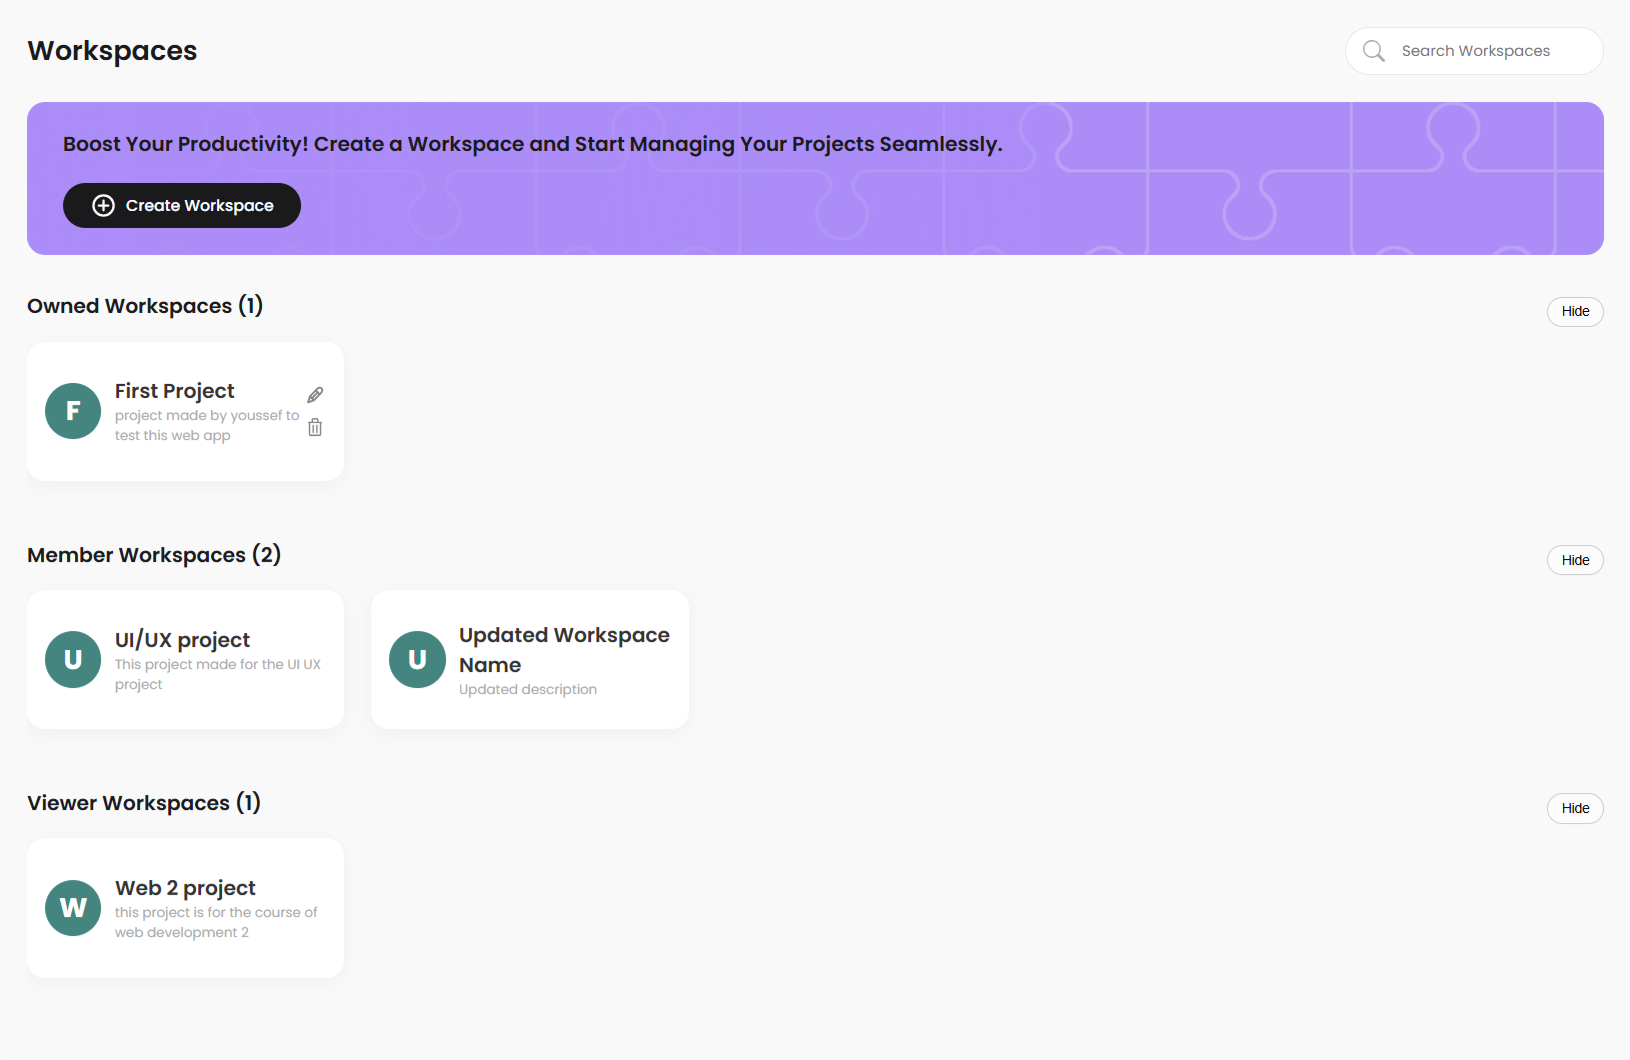 Workspaces
Search Workspaces
Boost Your Productivity! Create a Workspace and Start Managing Your Projects Seamlessly.
Create Workspace
Owned Workspaces (1)
Hide
F
First Project
project made by youssef to
test this web app
Member Workspaces (2)
Hide
U
UI/UX project
This project made for the UI UX
project
U
Updated Workspace
Name
Updated description
Viewer Workspaces (1)
Hide
W
Web 2 project
this project is for the course of
web development 2